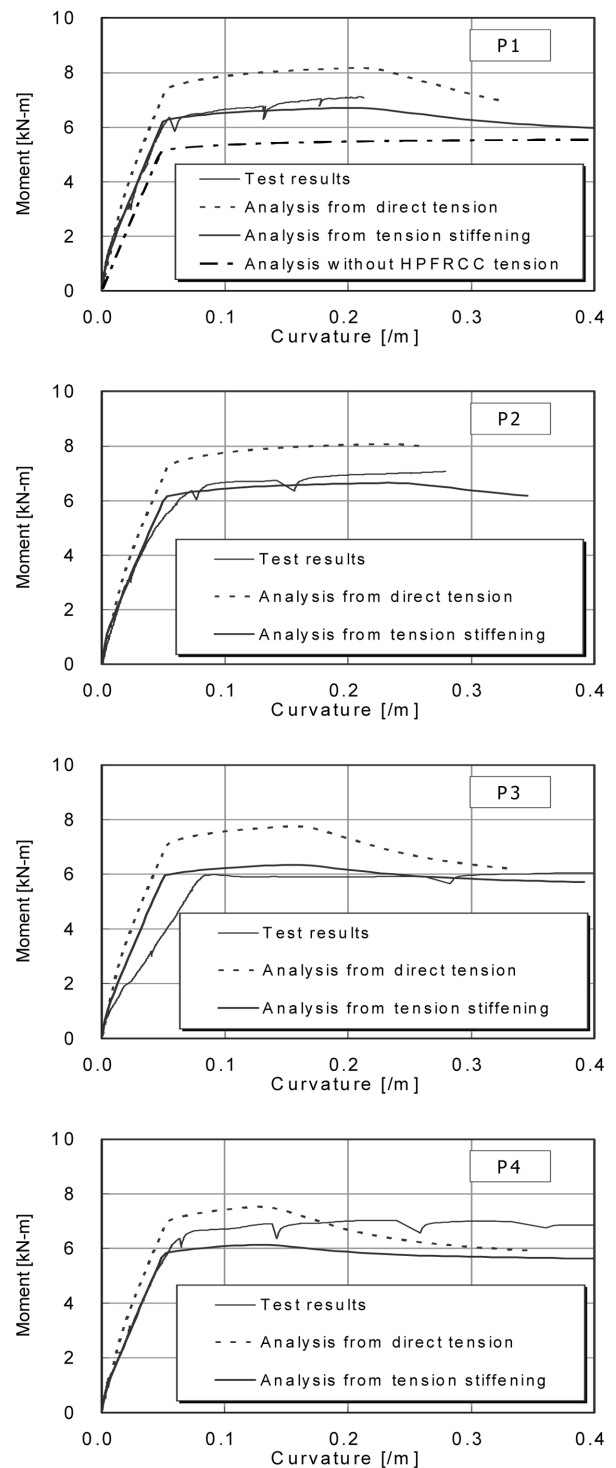 10
P1
8
6
4
2
0
Moment [kN-m]
Test results
Analysis from direct tension
Analysis from tension stiffening
Analysis without HPFRCC tension
0.0 0.1 0.2 0.3 0.4
Curvature [/m]
10
P2
8
6
4
2
0
Moment [kN-m]
Test results
Analysis from direct tension
Analysis from tension stiffening
0.0 0.1 0.2 0.3 0.4
Curvature [/m]
10
P3
8
6
4
2
0
Moment [kN-m]
Test results
Analysis from direct tension
Analysis from tension stiffening
0.0 0.1 0.2 0.3 0.4
Curvature [/m]
10
P4
8
6
4
2
0
Moment [kN-m]
Test results
Analysis from direct tension
Analysis from tension stiffening
0.0 0.1 0.2 0.3 0.4
Curvature [/m]